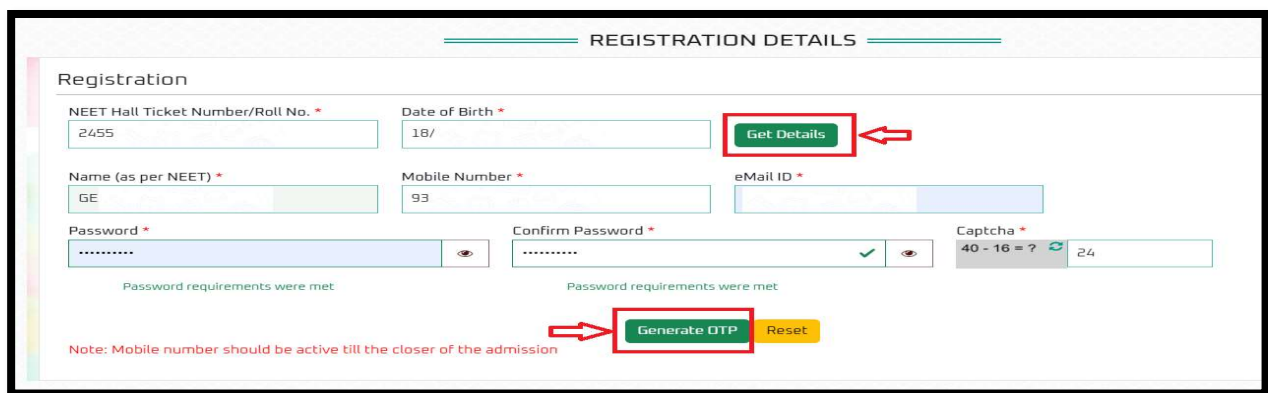 REGISTRATION DETAILS
Registration
NEET Hall Ticket Number/Roll No. * Date of Birth *
2455 18/ Get Details
Name (as per NEET) * Mobile Number * eMail ID *
GE 93
Password * Confirm Password * Captcha *
•••••••••• •••••••••• 40 - 16 = ? 24
Password requirements were met Password requirements were met
Generate OTP Reset
Note: Mobile number should be active till the closer of the admission